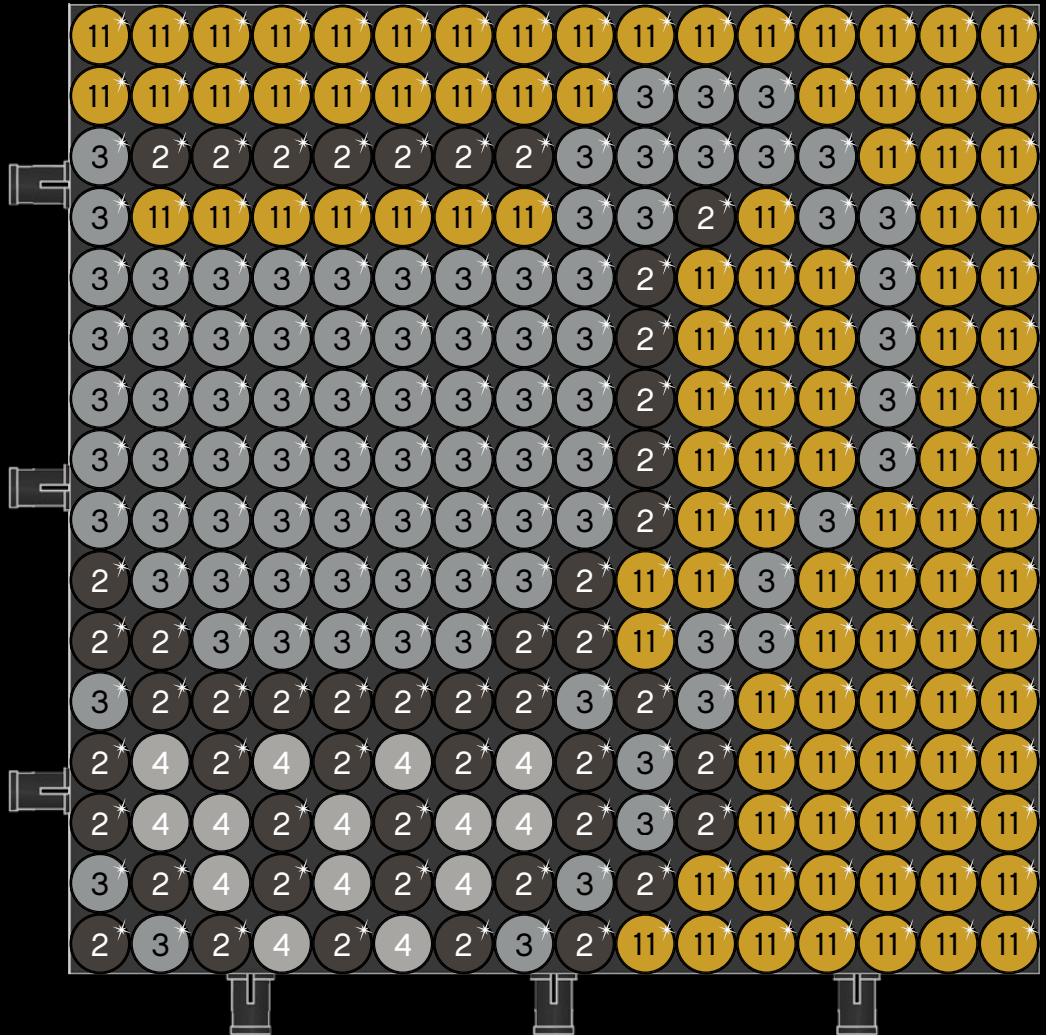 11 11 11 11 11 11 11 11 11 11 11 11 11 11 11 11
11 11 11 11 11 11 11 11 11 3 3 3 11 11 11 11
3 2 2 2 2 2 2 2 3 3 3 3 3 11 11 11
3 11 11 11 11 11 11 11 3 3 2 11 3 3 11 11
3 3 3 3 3 3 3 3 3 2 11 11 11 3 11 11
3 3 3 3 3 3 3 3 3 2 11 11 11 3 11 11
3 3 3 3 3 3 3 3 3 2 11 11 11 3 11 11
3 3 3 3 3 3 3 3 3 2 11 11 11 3 11 11
3 3 3 3 3 3 3 3 3 2 11 11 3 11 11 11
2 3 3 3 3 3 3 3 2 11 11 3 11 11 11 11
2 2 3 3 3 3 3 2 2 11 3 3 11 11 11 11
3 2 2 2 2 2 2 2 3 2 3 11 11 11 11 11
2 4 2 4 2 4 2 4 2 3 2 11 11 11 11 11
2 4 4 2 4 2 4 4 2 3 2 11 11 11 11 11
3 2 4 2 4 2 4 2 3 2 11 11 11 11 11 11
2 3 2 4 2 4 2 3 2 11 11 11 11 11 11 11